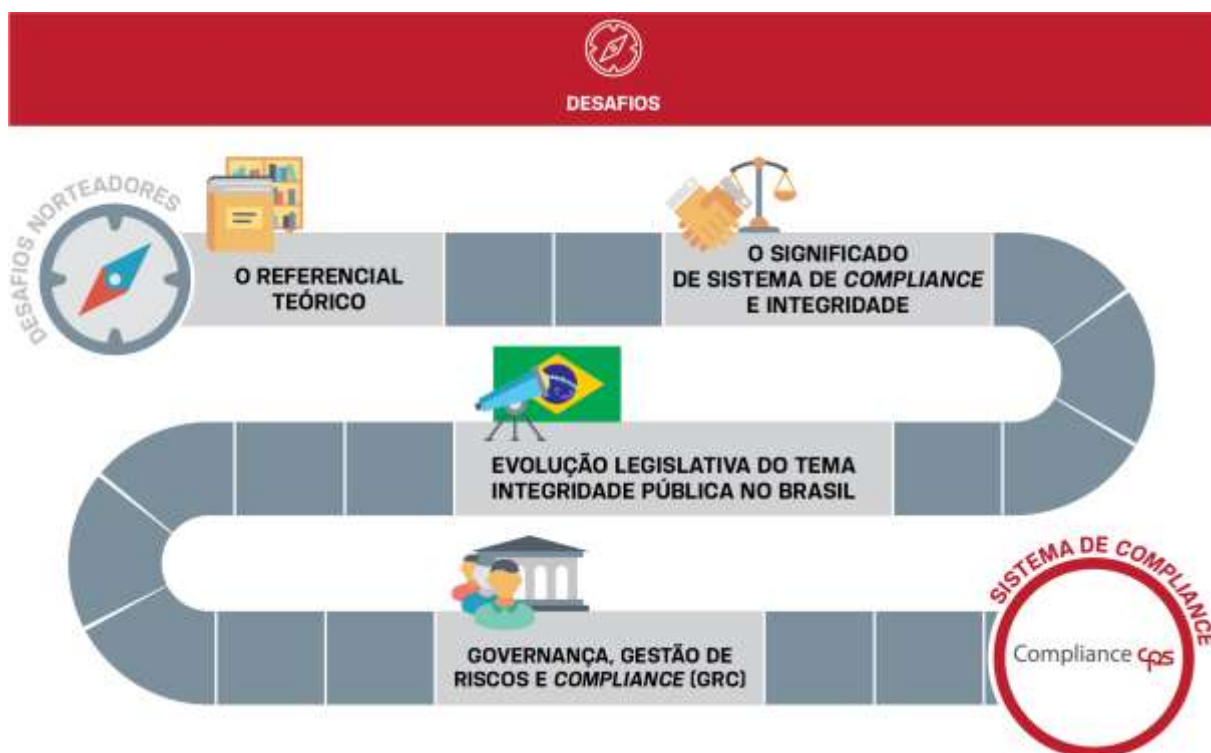 DESAFIOS
DESAFIOS NORTEADORES
O REFERENCIAL
TEÓRICO
O SIGNIFICADO
DE SISTEMA DE COMPLIANCE
E INTEGRIDADE
EVOLUÇÃO LEGISLATIVA DO TEMA
INTEGRIDADE PÚBLICA NO BRASIL
GOVERNANÇA, GESTÃO DE
RISCOS E COMPLIANCE (GRC)
SISTEMA DE COMPLIANCE
Compliance cps